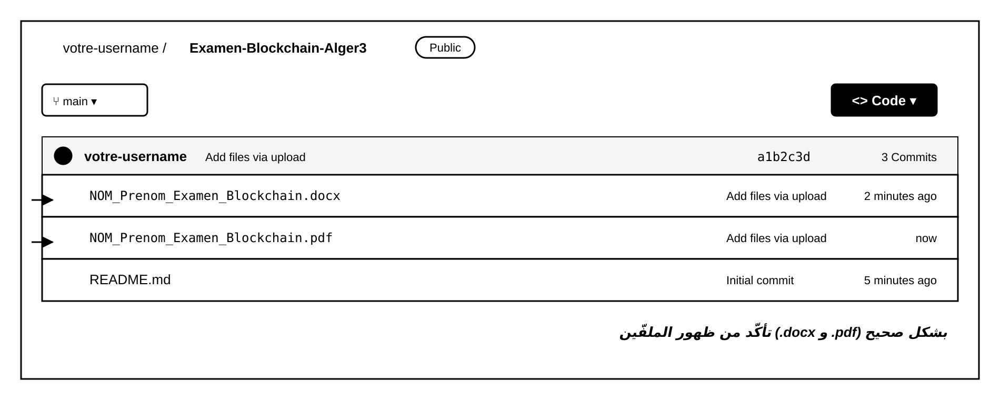 votre-username / Examen-Blockchain-Alger3 Public
⑂ main ▾ <> Code ▾
votre-username Add files via upload a1b2c3d 3 Commits
NOM_Prenom_Examen_Blockchain.docx Add files via upload 2 minutes ago
NOM_Prenom_Examen_Blockchain.pdf Add files via upload now
README.md Initial commit 5 minutes ago
بشكل صحيح (pdf. و docx.) تأكّد من ظهور الملفّين